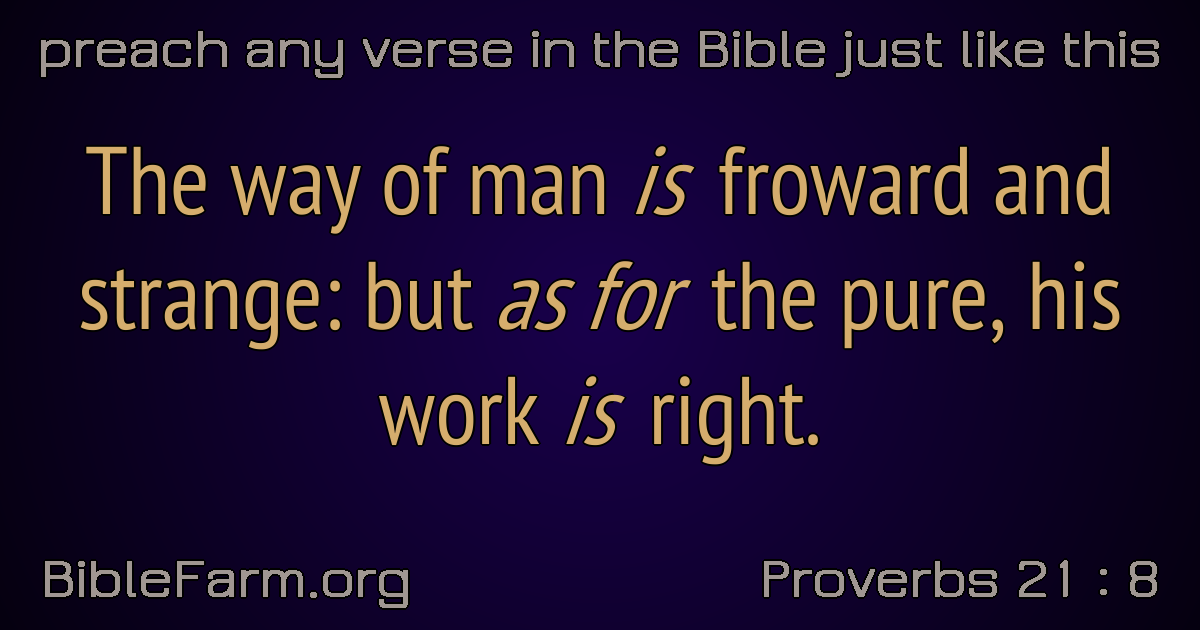 preach any verse in the Bible just like this
The way of man is froward and
strange: but as for the pure, his
work is right.
BibleFarm.org
Proverbs 21 : 8